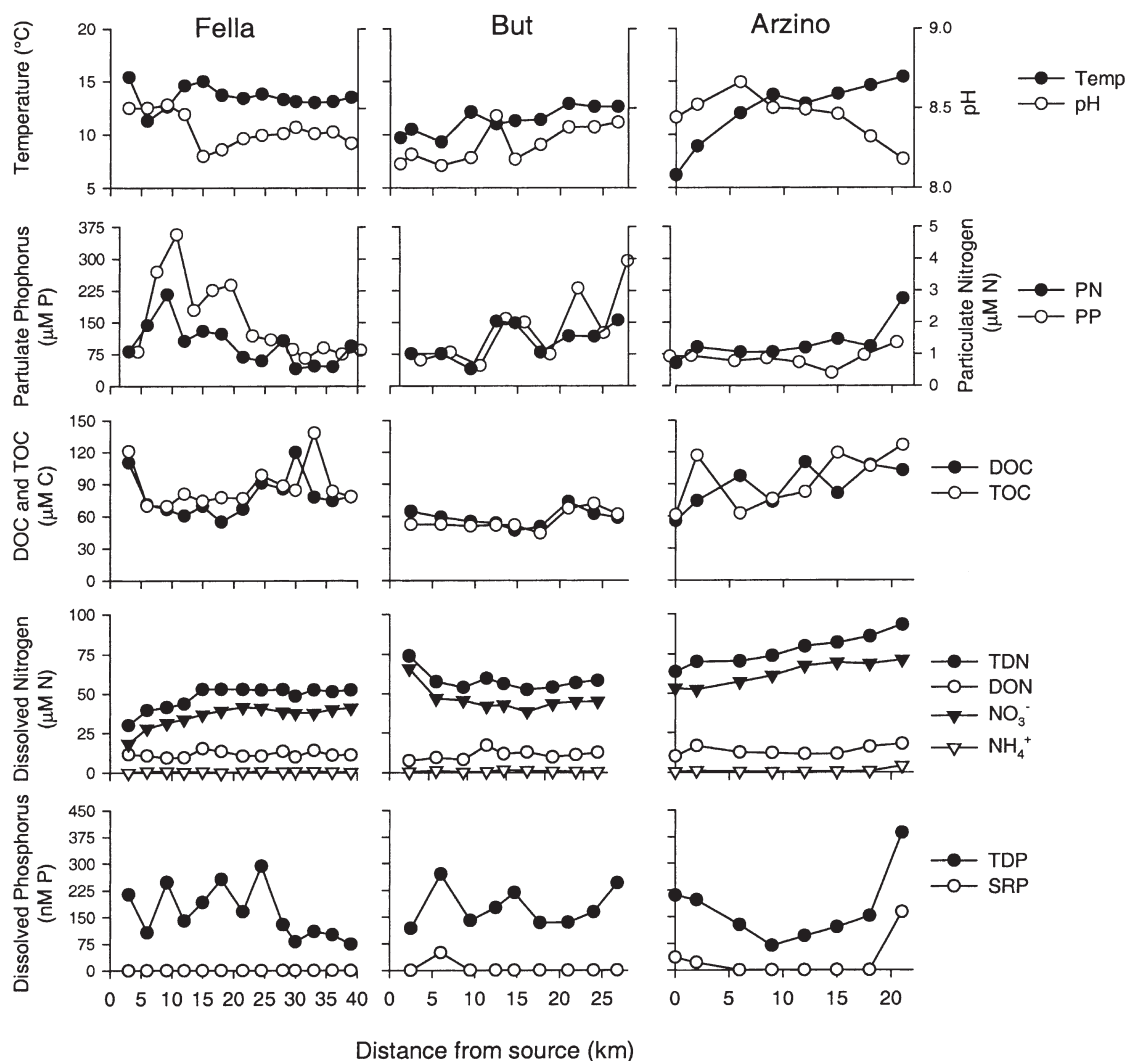 Fella
But
Arzino
Temperature (°C)
20
15
10
5
9.0
8.5
8.0
pH
Temp
pH
Partulate Phophorus
(µM P)
375
300
225
150
75
0
5
4
3
2
1
0
Particulate Nitrogen
(µM N)
PN
PP
DOC and TOC
(µM C)
150
120
90
60
30
0
DOC
TOC
Dissolved Nitrogen
(µM N)
100
75
50
25
0
TDN
DON
NO₃⁻
NH₄⁺
Dissolved Phosphorus
(nM P)
450
375
300
225
150
75
0
TDP
SRP
0 5 10 15 20 25 30 35 40
0 5 10 15 20 25
0 5 10 15 20
Distance from source (km)